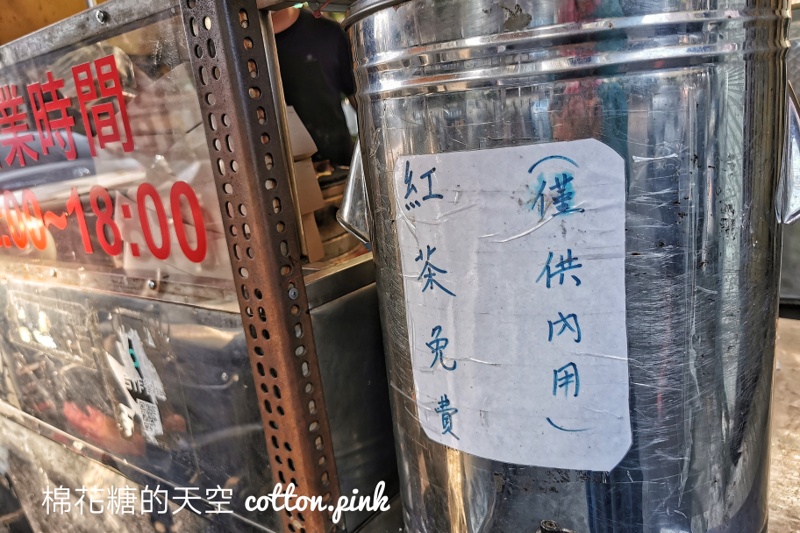 業時間
:00~18:00
(僅供內用)
紅茶免費
棉花糖的天空 cotton.pink